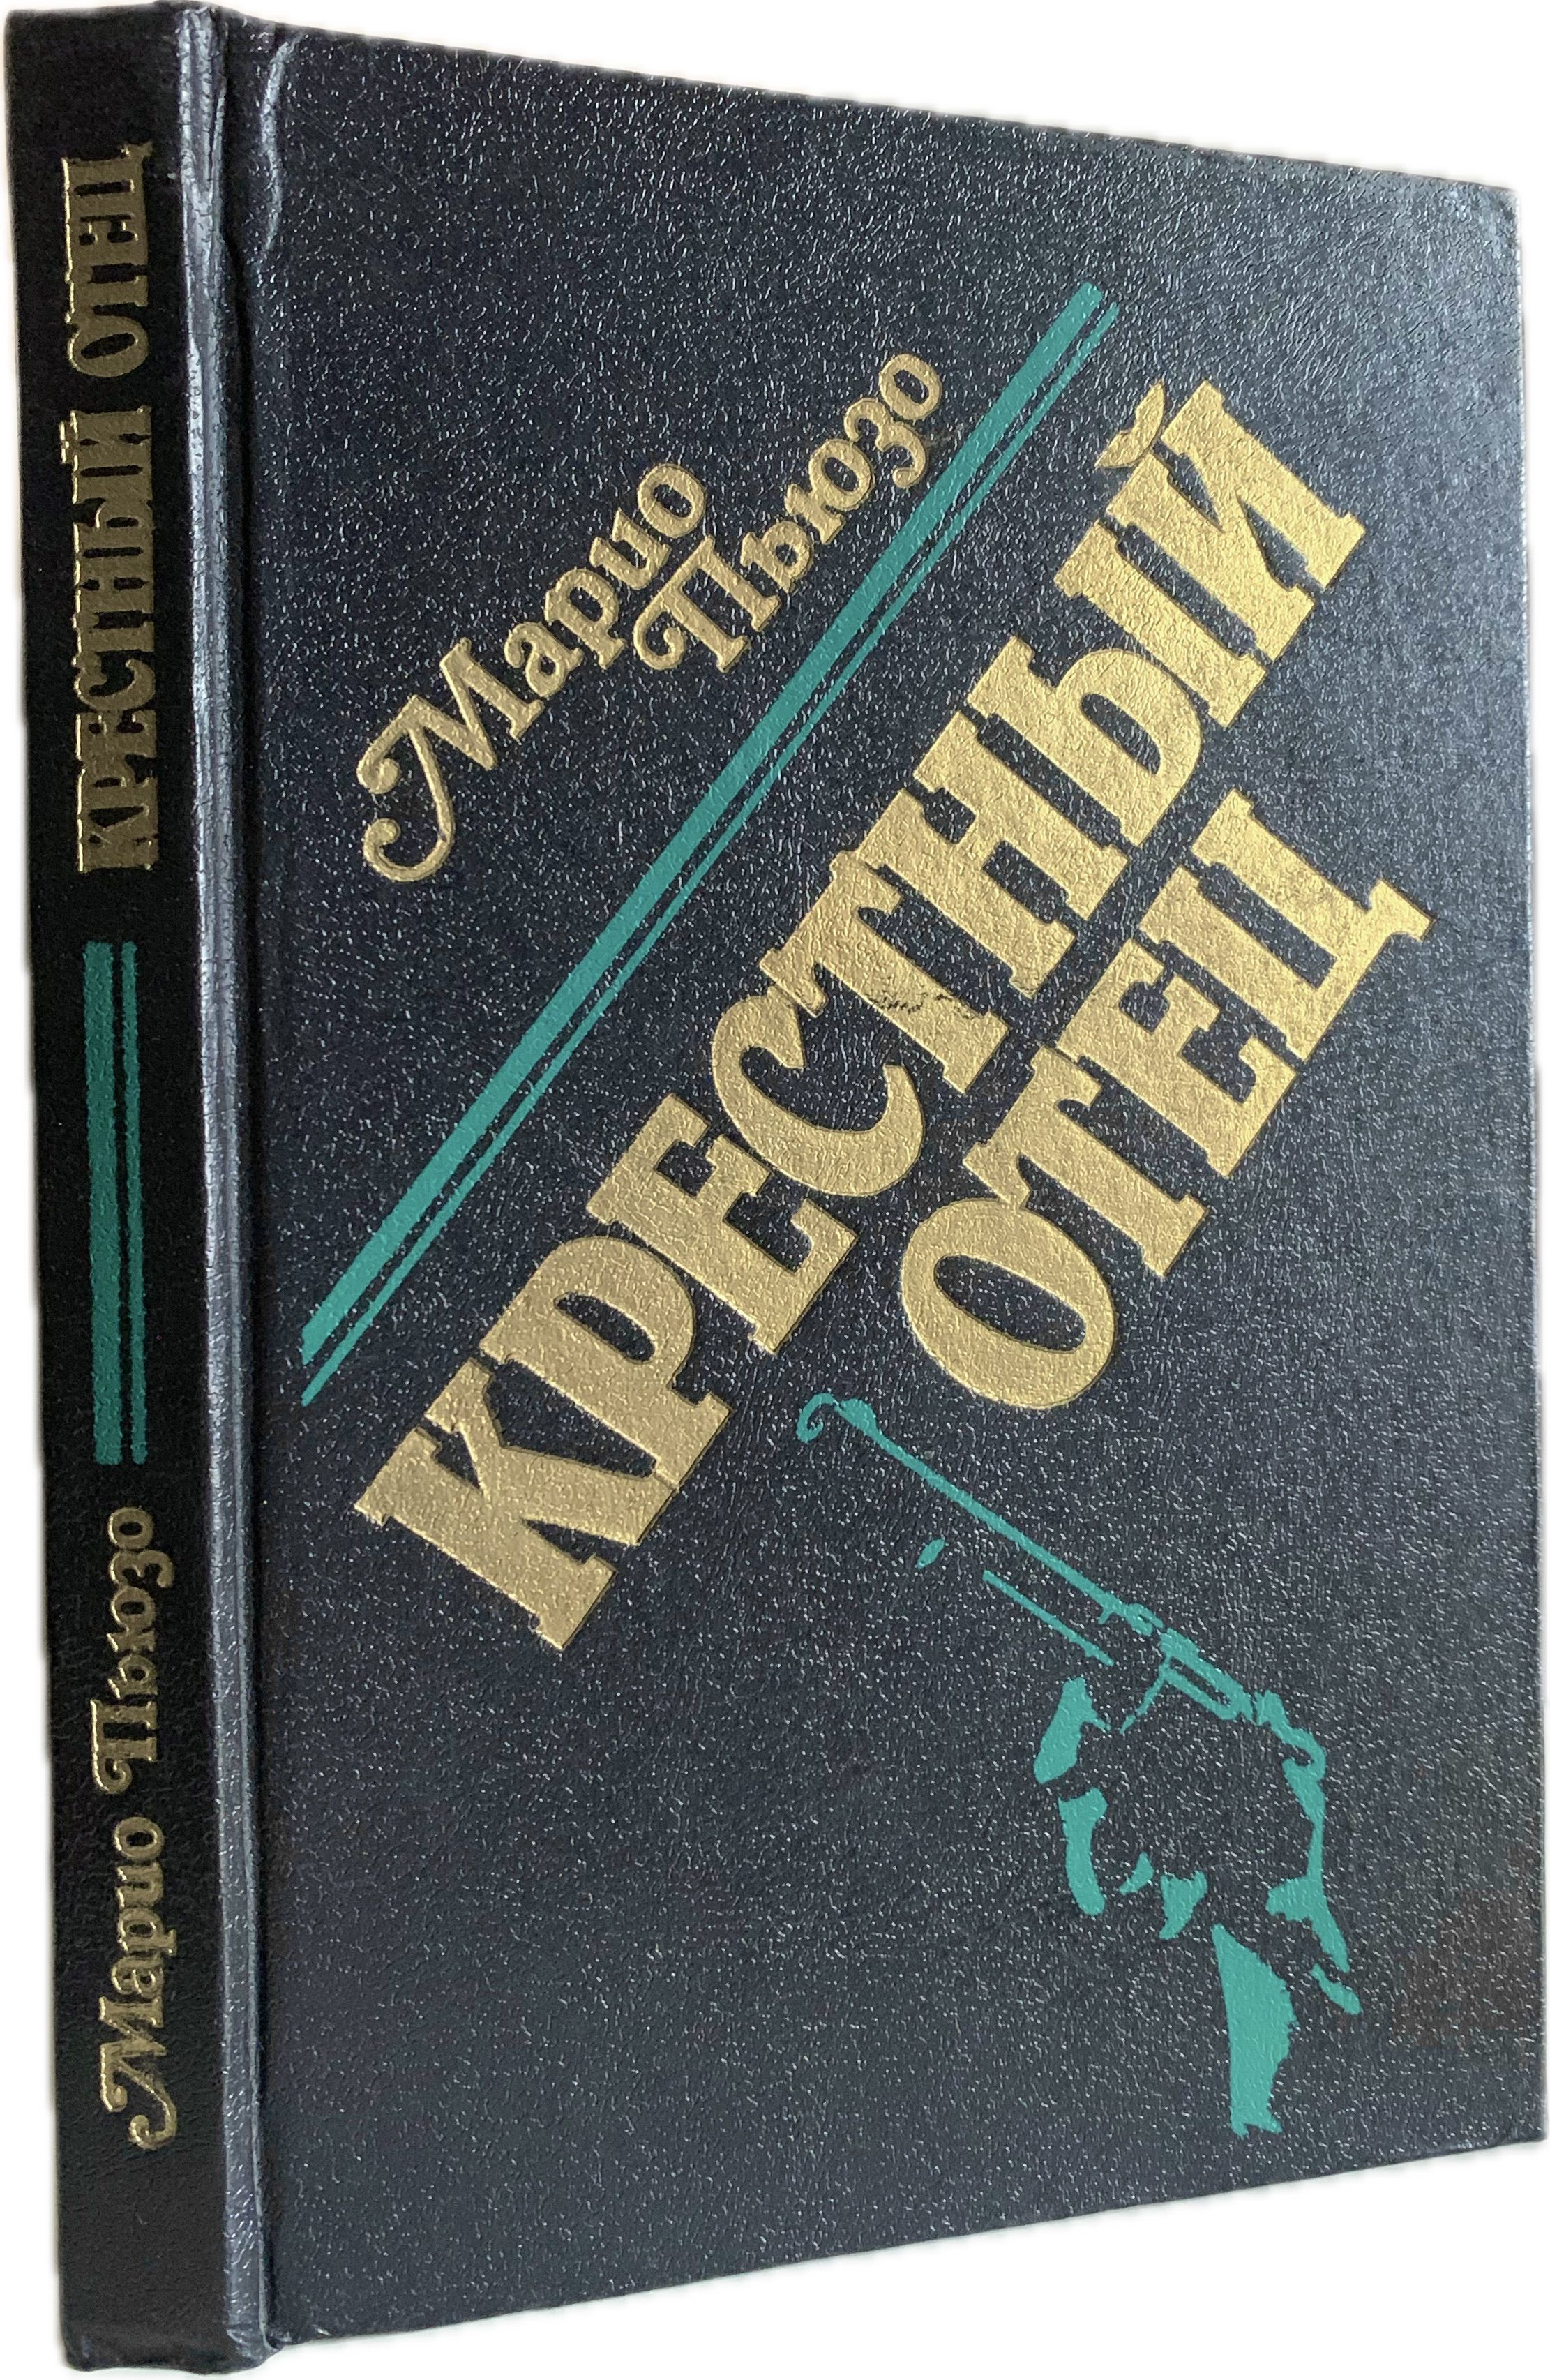 Марио
Пьюзо
КРЕСТНЫЙ
ОТЕЦ
Марио Пьюзо КРЕСТНЫЙ ОТЕЦ